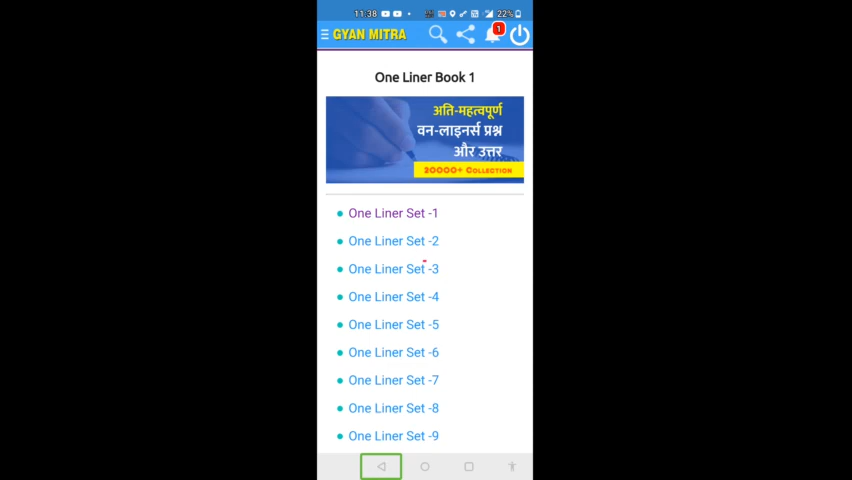 11:38
22%
GYAN MITRA
1
One Liner Book 1
अति-महत्वपूर्ण
वन-लाइनर्स प्रश्न
और उत्तर
20000+ COLLECTION
One Liner Set -1
One Liner Set -2
One Liner Set -3
One Liner Set -4
One Liner Set -5
One Liner Set -6
One Liner Set -7
One Liner Set -8
One Liner Set -9